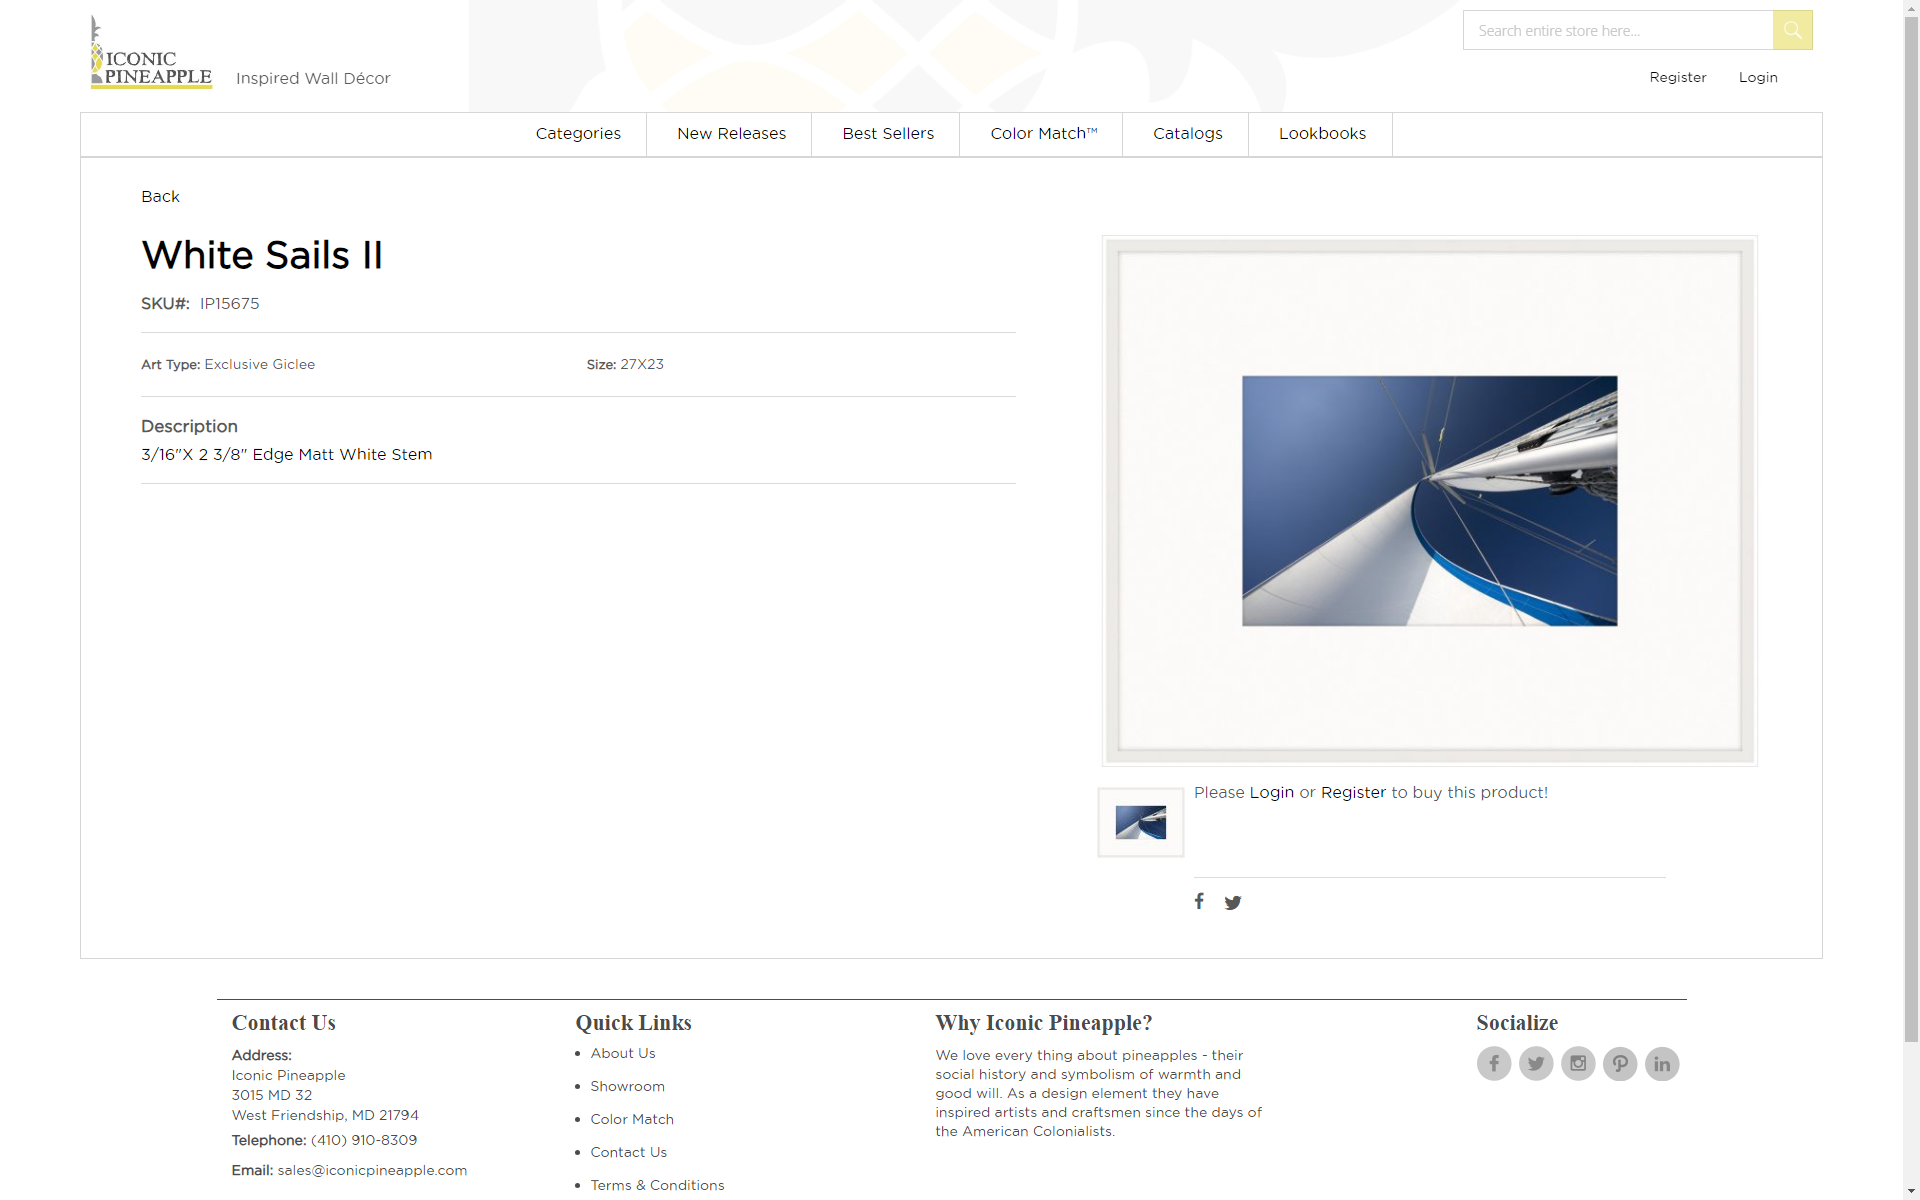 ICONIC
PINEAPPLE
Inspired Wall Décor
Search entire store here...
Register
Login
Categories
New Releases
Best Sellers
Color Match™
Catalogs
Lookbooks
Back
White Sails II
SKU#: IP15675
Art Type: Exclusive Giclee
Size: 27X23
Description
3/16"X 2 3/8" Edge Matt White Stem
Please Login or Register to buy this product!
Contact Us
Address:
Iconic Pineapple
3015 MD 32
West Friendship, MD 21794
Telephone: (410) 910-8309
Email: sales@iconicpineapple.com
Quick Links
About Us
Showroom
Color Match
Contact Us
Terms & Conditions
Why Iconic Pineapple?
We love every thing about pineapples - their
social history and symbolism of warmth and
good will. As a design element they have
inspired artists and craftsmen since the days of
the American Colonialists.
Socialize